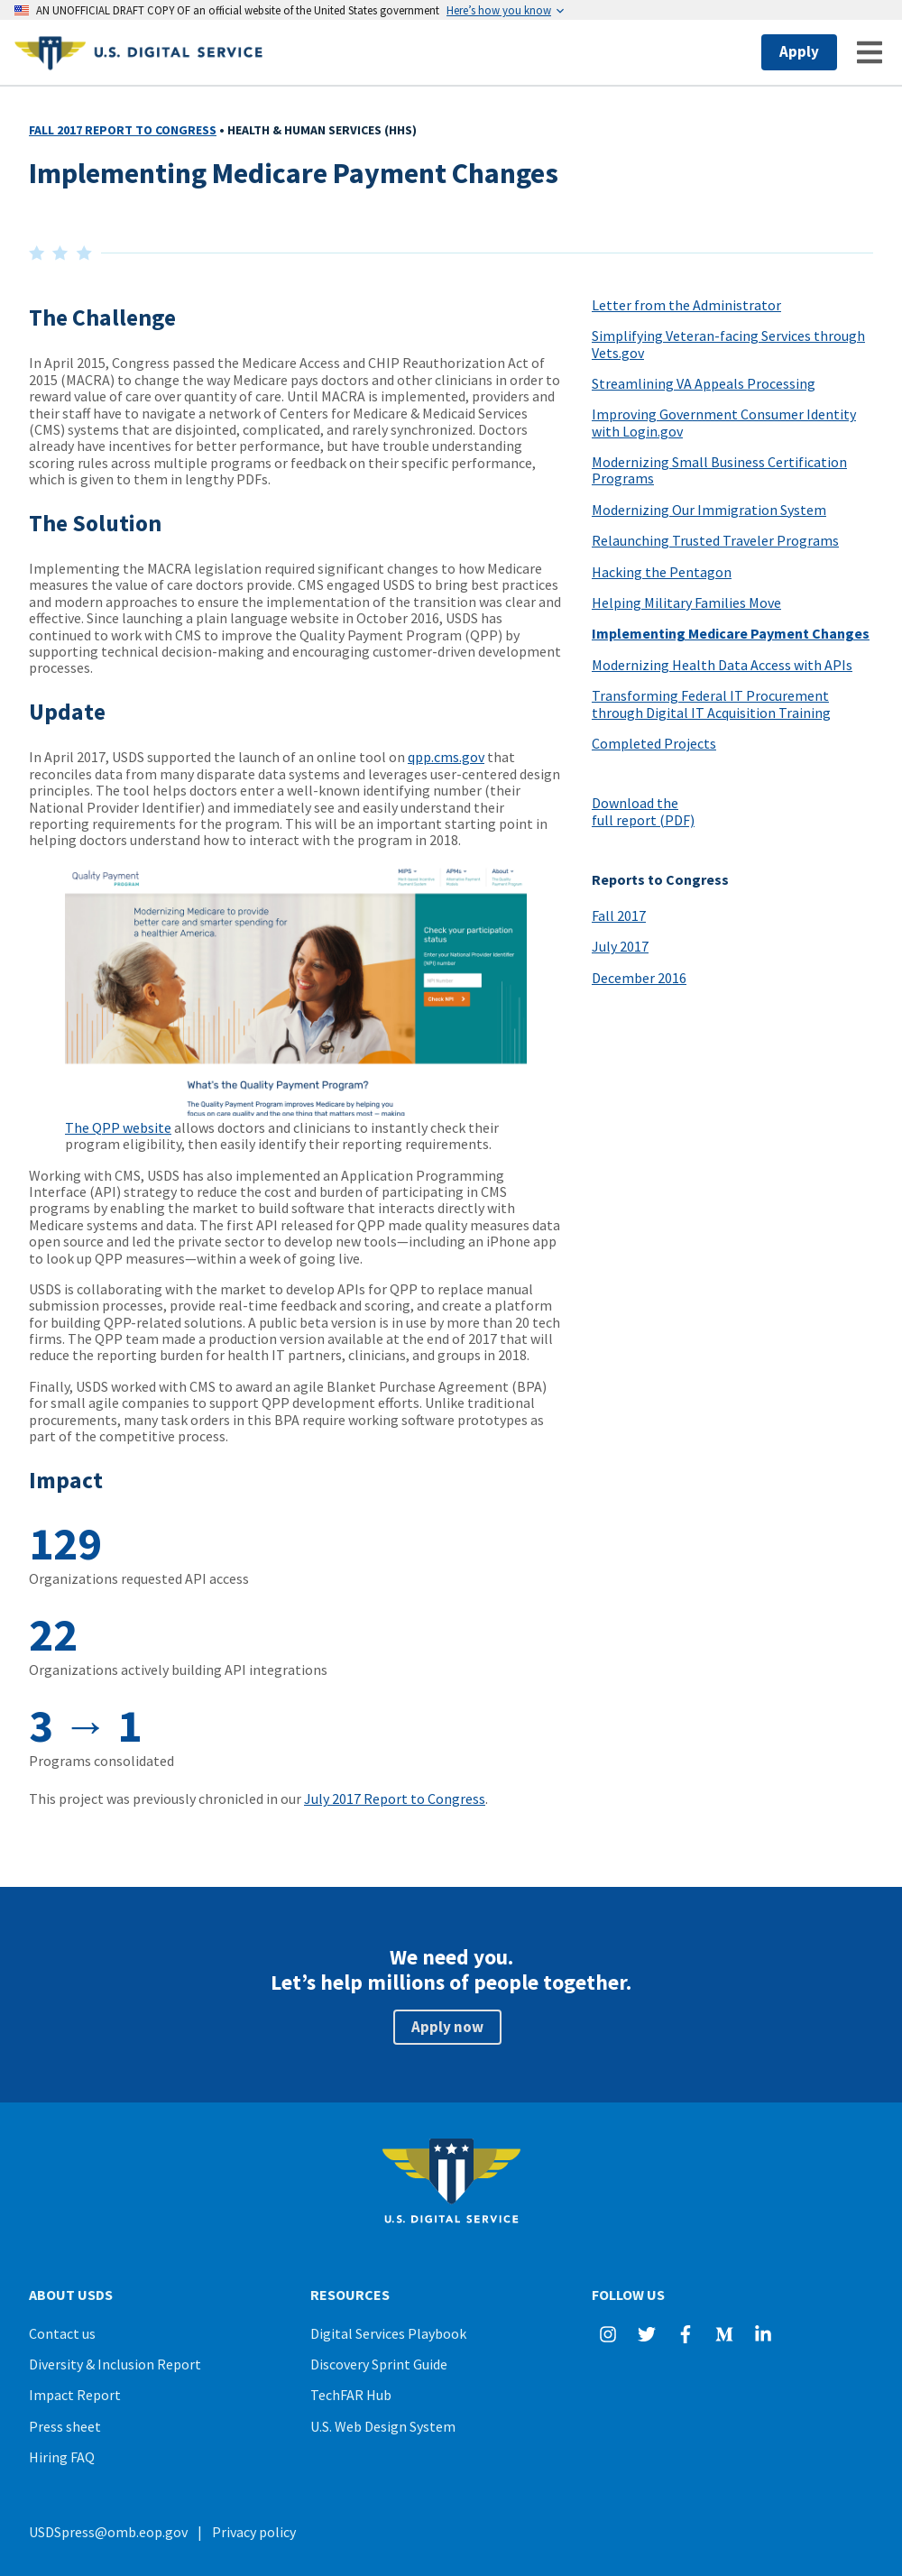 AN UNOFFICIAL DRAFT COPY OF an official website of the United States government Here's how you know
U.S. DIGITAL SERVICE
Apply
FALL 2017 REPORT TO CONGRESS • HEALTH & HUMAN SERVICES (HHS)
Implementing Medicare Payment Changes
The Challenge
In April 2015, Congress passed the Medicare Access and CHIP Reauthorization Act of
2015 (MACRA) to change the way Medicare pays doctors and other clinicians in order to
reward value of care over quantity of care. Until MACRA is implemented, providers and
their staff have to navigate a network of Centers for Medicare & Medicaid Services
(CMS) systems that are disjointed, complicated, and rarely synchronized. Doctors
already have incentives for better performance, but have trouble understanding
scoring rules across multiple programs or feedback on their specific performance,
which is given to them in lengthy PDFs.
The Solution
Implementing the MACRA legislation required significant changes to how Medicare
measures the value of care doctors provide. CMS engaged USDS to bring best practices
and modern approaches to ensure the implementation of the transition was clear and
effective. Since launching a plain language website in October 2016, USDS has
continued to work with CMS to improve the Quality Payment Program (QPP) by
supporting technical decision-making and encouraging customer-driven development
processes.
Update
In April 2017, USDS supported the launch of an online tool on qpp.cms.gov that
reconciles data from many disparate data systems and leverages user-centered design
principles. The tool helps doctors enter a well-known identifying number (their
National Provider Identifier) and immediately see and easily understand their
reporting requirements for the program. This will be an important starting point in
helping doctors understand how to interact with the program in 2018.
Quality Payment
PROGRAM
MIPS
Merit-based Incentive
Payment System
APMs
Alternative Payment
Models
About
The Quality
Payment Program
Modernizing Medicare to provide
better care and smarter spending for
a healthier America.
Check your participation
status
Enter your National Provider Identifier
(NPI) number
NPI Number
Check NPI
What's the Quality Payment Program?
The Quality Payment Program improves Medicare by helping you
focus on care quality and the one thing that matters most — making
The QPP website allows doctors and clinicians to instantly check their
program eligibility, then easily identify their reporting requirements.
Working with CMS, USDS has also implemented an Application Programming
Interface (API) strategy to reduce the cost and burden of participating in CMS
programs by enabling the market to build software that interacts directly with
Medicare systems and data. The first API released for QPP made quality measures data
open source and led the private sector to develop new tools—including an iPhone app
to look up QPP measures—within a week of going live.
USDS is collaborating with the market to develop APIs for QPP to replace manual
submission processes, provide real-time feedback and scoring, and create a platform
for building QPP-related solutions. A public beta version is in use by more than 20 tech
firms. The QPP team made a production version available at the end of 2017 that will
reduce the reporting burden for health IT partners, clinicians, and groups in 2018.
Finally, USDS worked with CMS to award an agile Blanket Purchase Agreement (BPA)
for small agile companies to support QPP development efforts. Unlike traditional
procurements, many task orders in this BPA require working software prototypes as
part of the competitive process.
Impact
129
Organizations requested API access
22
Organizations actively building API integrations
3 → 1
Programs consolidated
This project was previously chronicled in our July 2017 Report to Congress.
Letter from the Administrator
Simplifying Veteran-facing Services through
Vets.gov
Streamlining VA Appeals Processing
Improving Government Consumer Identity
with Login.gov
Modernizing Small Business Certification
Programs
Modernizing Our Immigration System
Relaunching Trusted Traveler Programs
Hacking the Pentagon
Helping Military Families Move
Implementing Medicare Payment Changes
Modernizing Health Data Access with APIs
Transforming Federal IT Procurement
through Digital IT Acquisition Training
Completed Projects
Download the
full report (PDF)
Reports to Congress
Fall 2017
July 2017
December 2016
We need you.
Let's help millions of people together.
Apply now
U.S. DIGITAL SERVICE
ABOUT USDS
Contact us
Diversity & Inclusion Report
Impact Report
Press sheet
Hiring FAQ
RESOURCES
Digital Services Playbook
Discovery Sprint Guide
TechFAR Hub
U.S. Web Design System
FOLLOW US
USDSpress@omb.eop.gov | Privacy policy